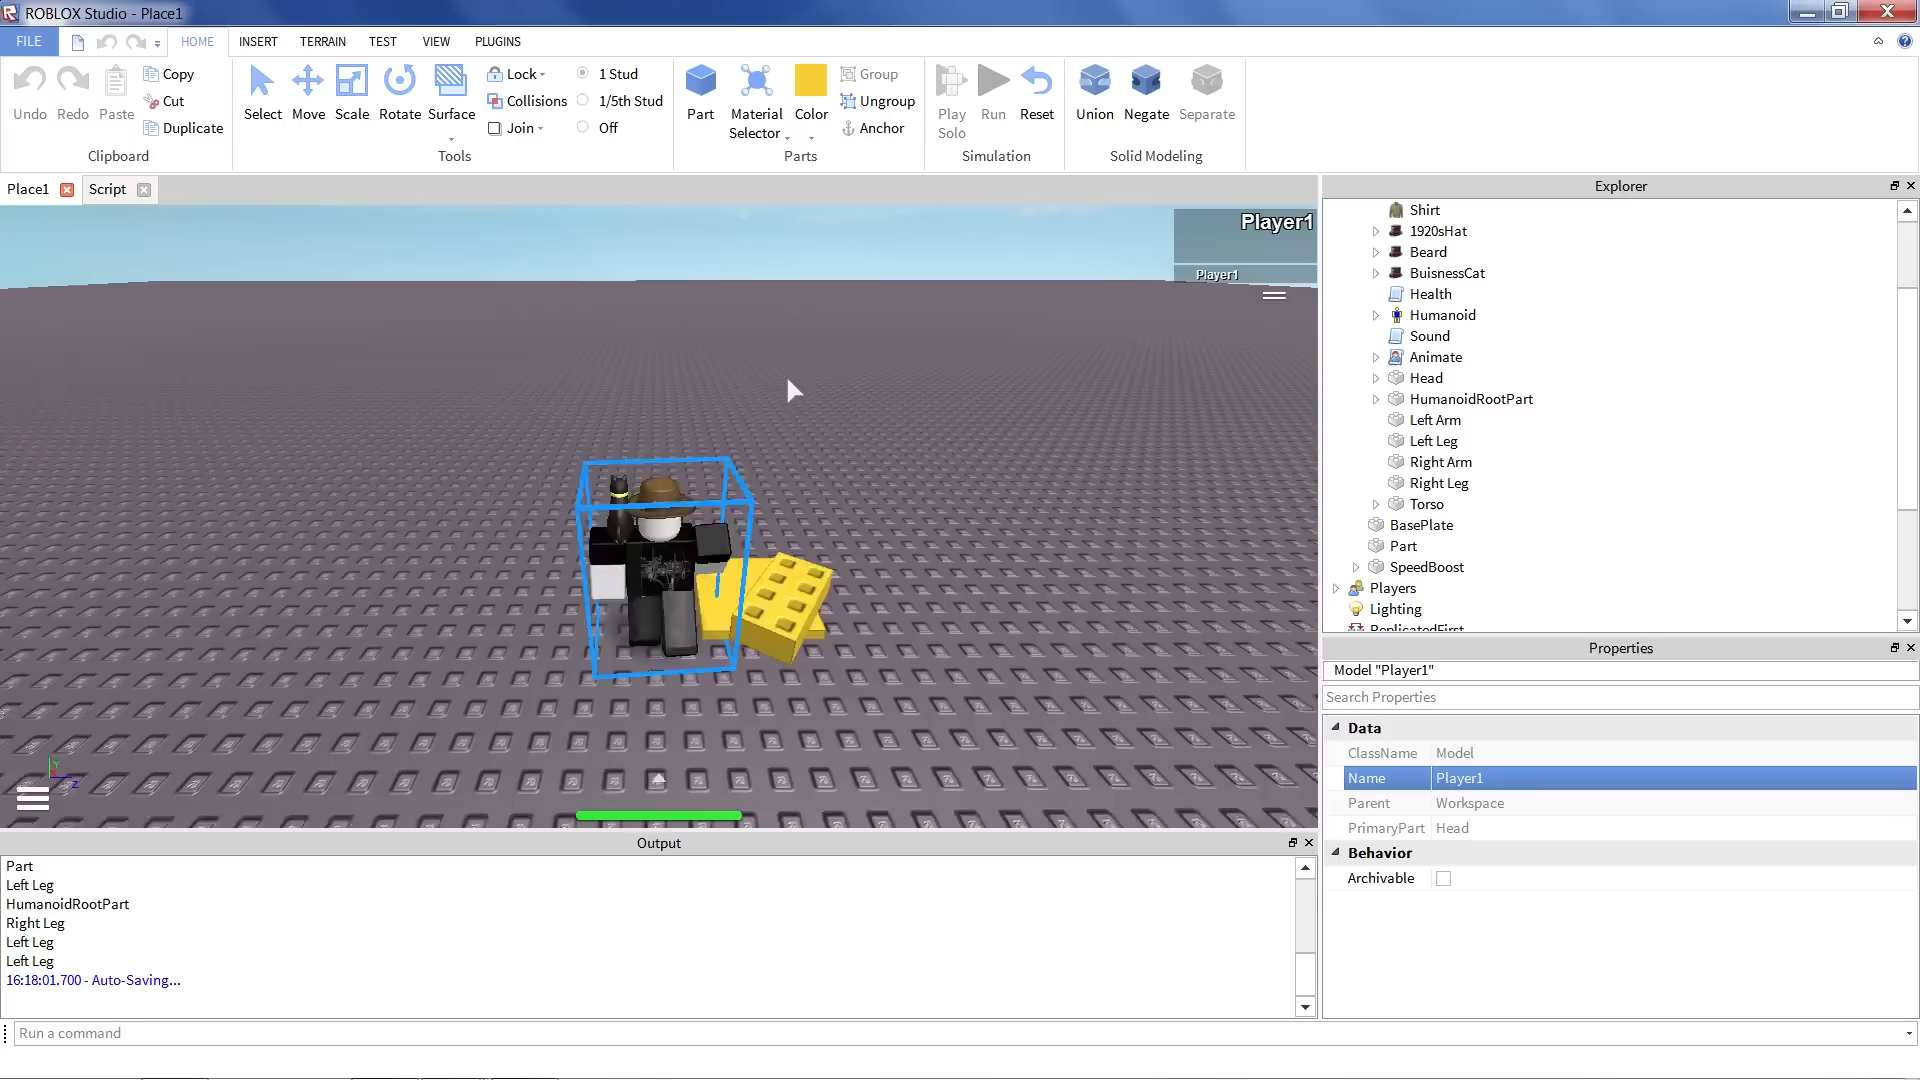 ROBLOX Studio - Place1
FILE
HOME
INSERT
TERRAIN
TEST
VIEW
PLUGINS
Undo
Redo
Paste
Copy
Cut
Duplicate
Clipboard
Select
Move
Scale
Rotate
Surface
Lock
Collisions
Join
1 Stud
1/5th Stud
Off
Tools
Part
Material
Selector
Color
Group
Ungroup
Anchor
Parts
Play
Solo
Run
Reset
Simulation
Union
Negate
Separate
Solid Modeling
Place1
Script
Player1
Player1
Explorer
Shirt
1920sHat
Beard
BuisnessCat
Health
Humanoid
Sound
Animate
Head
HumanoidRootPart
Left Arm
Left Leg
Right Arm
Right Leg
Torso
BasePlate
Part
SpeedBoost
Players
Lighting
ReplicatedFirst
Properties
Model "Player1"
Search Properties
Data
ClassName Model
Name Player1
Parent Workspace
PrimaryPart Head
Behavior
Archivable
Y
Z
Output
Part
Left Leg
HumanoidRootPart
Right Leg
Left Leg
Left Leg
16:18:01.700 - Auto-Saving...
Run a command